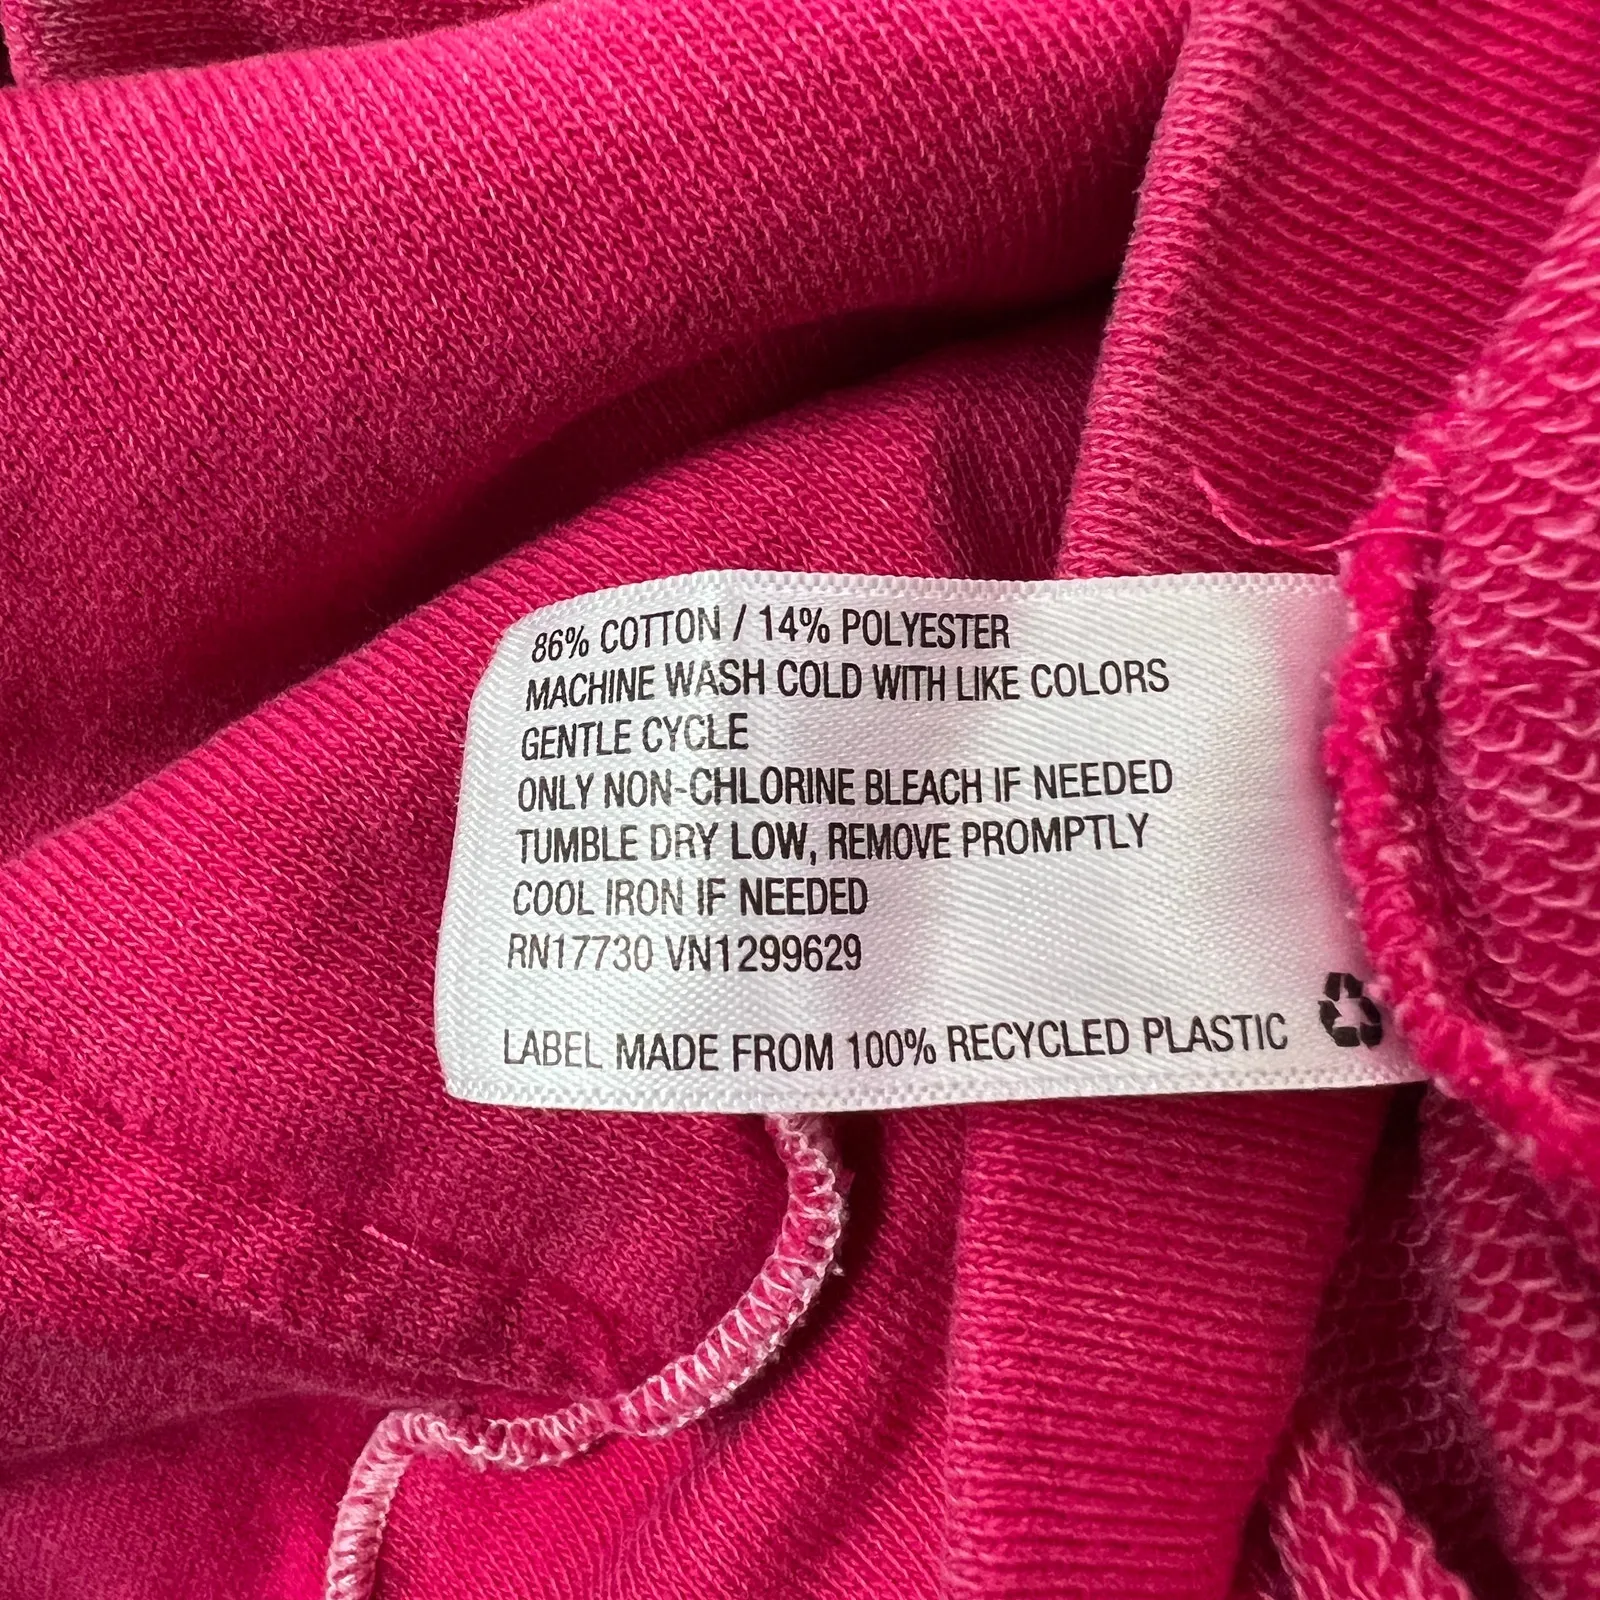 86% COTTON / 14% POLYESTER
MACHINE WASH COLD WITH LIKE COLORS
GENTLE CYCLE
ONLY NON-CHLORINE BLEACH IF NEEDED
TUMBLE DRY LOW, REMOVE PROMPTLY
COOL IRON IF NEEDED
RN17730 VN1299629
LABEL MADE FROM 100% RECYCLED PLASTIC